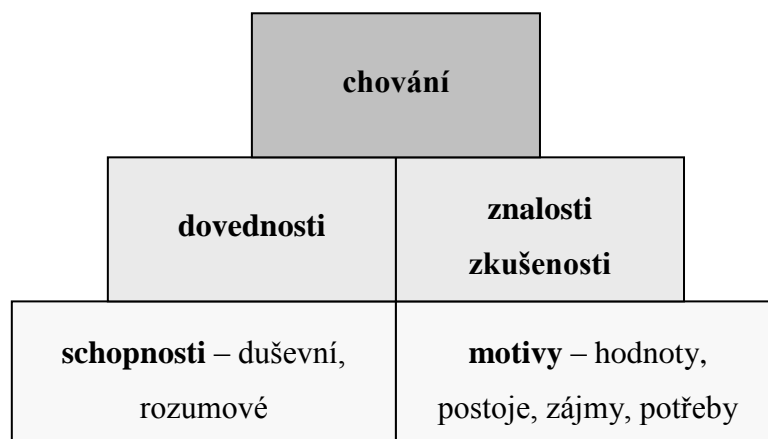 chování
dovednosti
znalosti
zkušenosti
schopnosti – duševní,
rozumové
motivy – hodnoty,
postoje, zájmy, potřeby